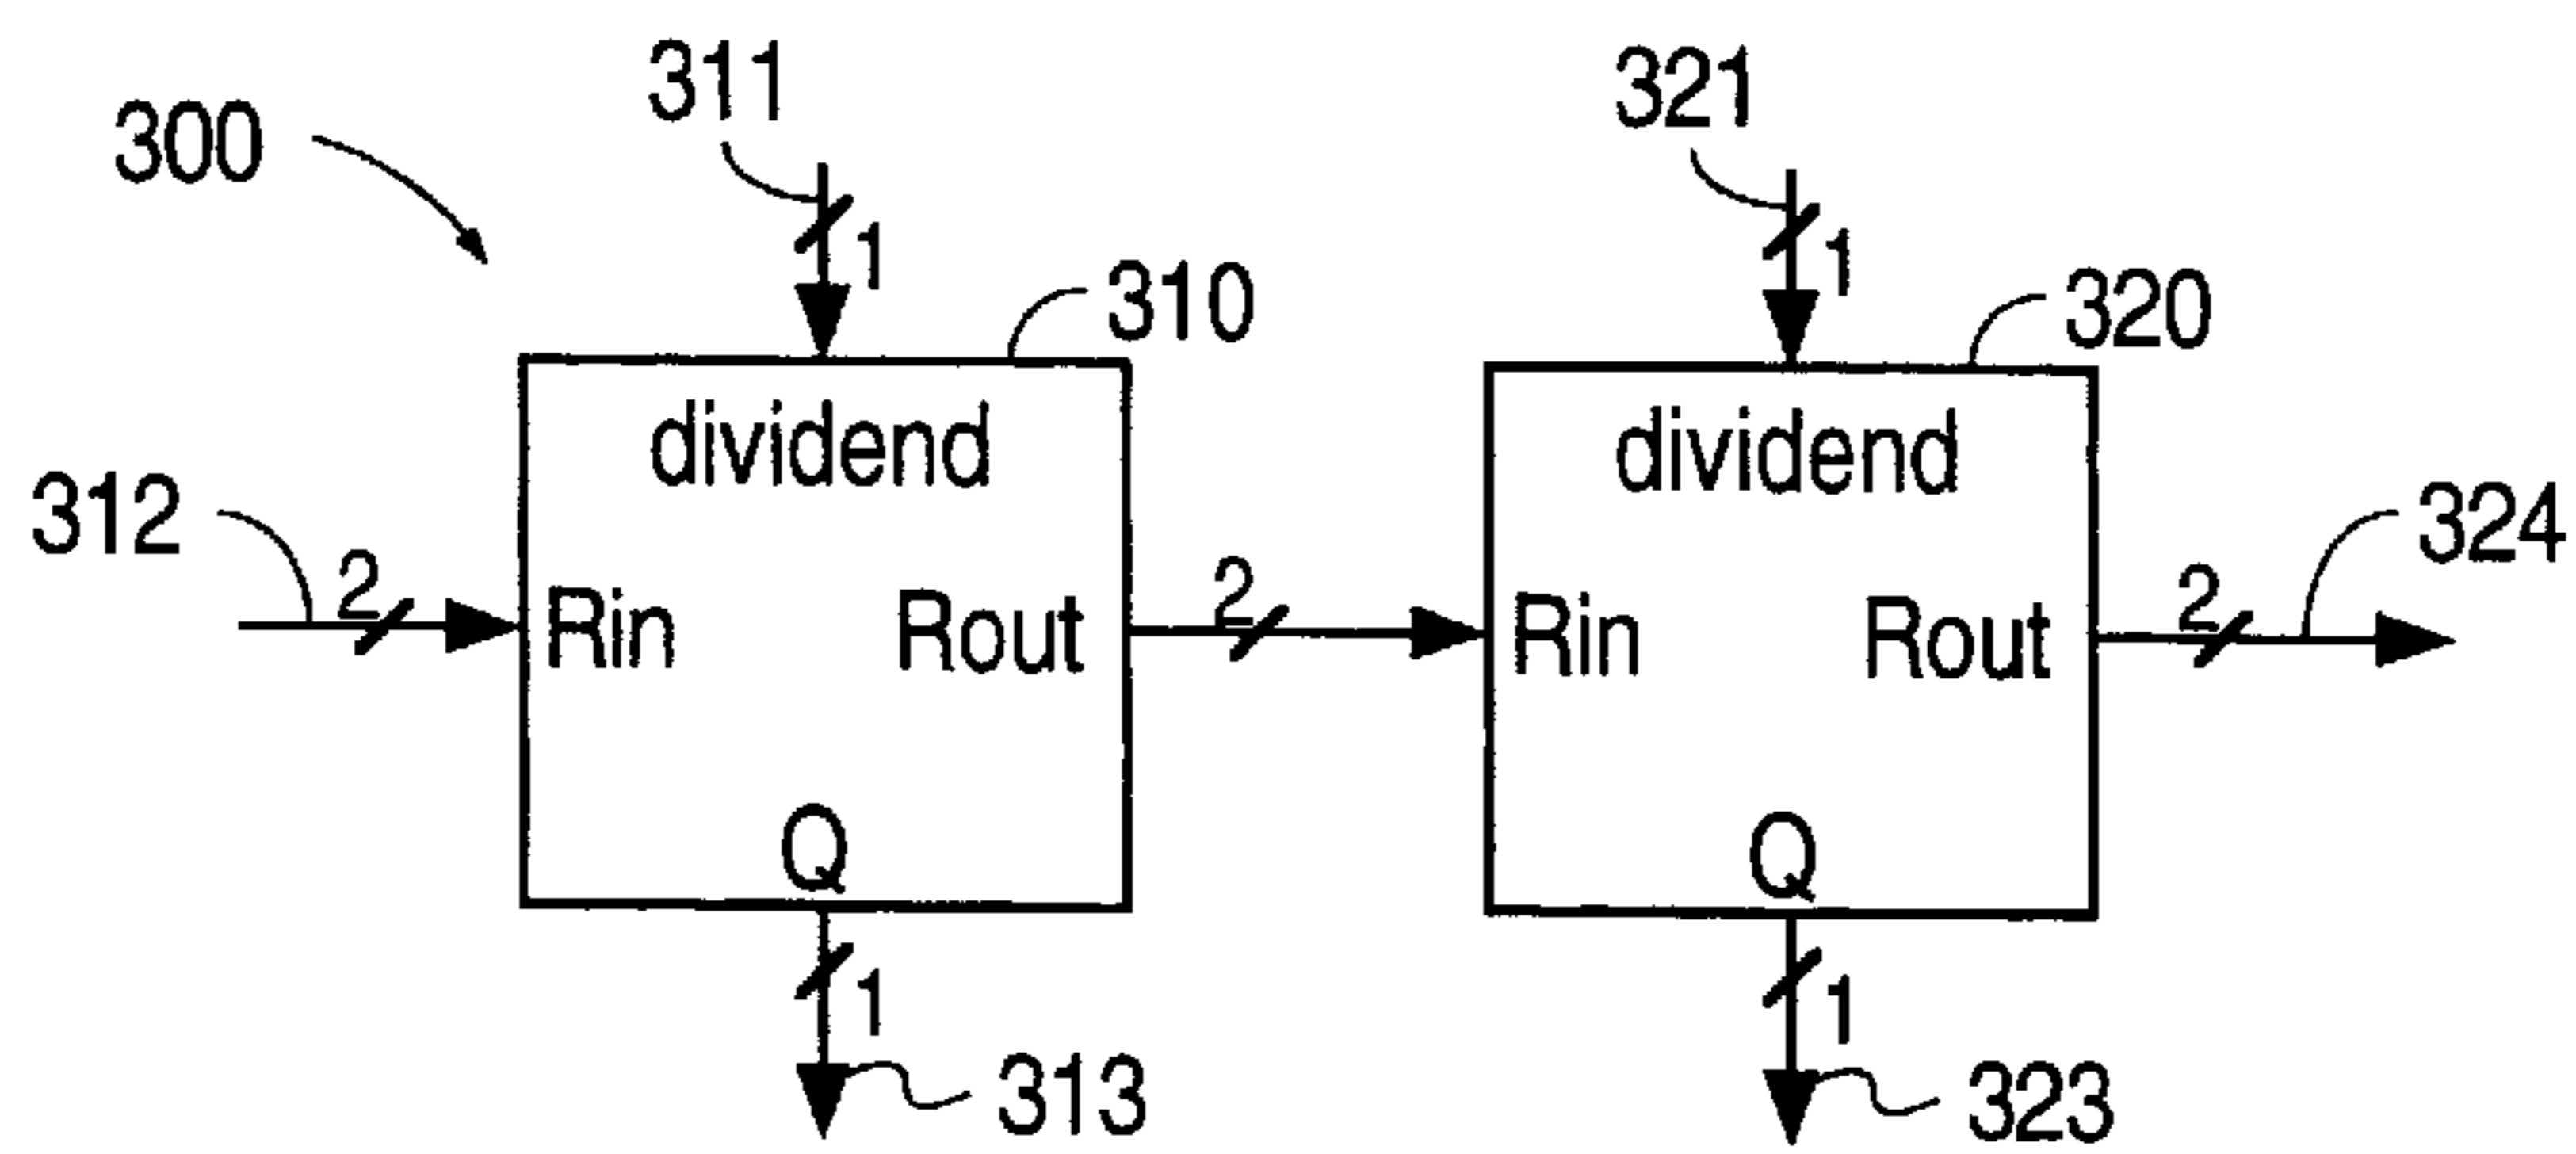 311 321
300
1 1
310 320
dividend dividend
312 324
2 2 2
Rin Rout Rin Rout
Q Q
1 1
313 323